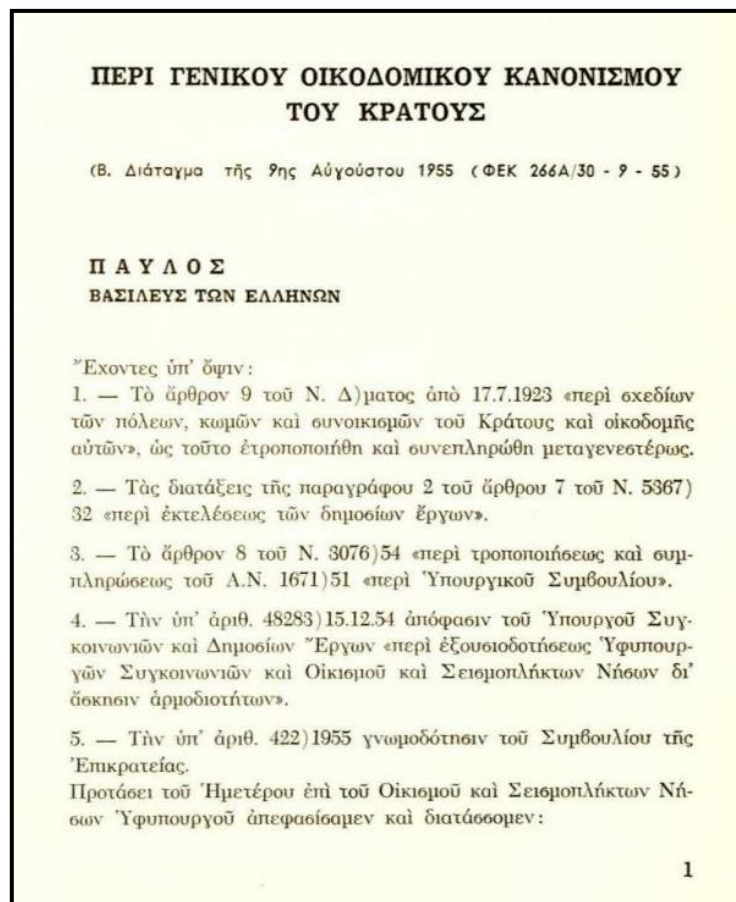 ΠΕΡΙ ΓΕΝΙΚΟΥ ΟΙΚΟΔΟΜΙΚΟΥ ΚΑΝΟΝΙΣΜΟΥ
ΤΟΥ ΚΡΑΤΟΥΣ
(Β. Διάταγμα τῆς 9ης Αὐγούστου 1955 (ΦΕΚ 266Α/30 - 9 - 55)
ΠΑΥΛΟΣ
ΒΑΣΙΛΕΥΣ ΤΩΝ ΕΛΛΗΝΩΝ
Ἔχοντες ὑπ' ὄψιν:
1. — Τὸ ἄρθρον 9 τοῦ Ν. Δ)ματος ἀπὸ 17.7.1923 «περὶ σχεδίων
τῶν πόλεων, κωμῶν καὶ συνοικισμῶν τοῦ Κράτους καὶ οἰκοδομῆς
αὐτῶν», ὡς τοῦτο ἐτροποποιήθη καὶ συνεπληρώθη μεταγενεστέρως.
2. — Τὰς διατάξεις τῆς παραγράφου 2 τοῦ ἄρθρου 7 τοῦ Ν. 5367)
32 «περὶ ἐκτελέσεως τῶν δημοσίων ἔργων».
3. — Τὸ ἄρθρον 8 τοῦ Ν. 3076)54 «περὶ τροποποιήσεως καὶ συμ-
πληρώσεως τοῦ Α.Ν. 1671)51 «περὶ Ὑπουργικοῦ Συμβουλίου».
4. — Τὴν ὑπ' ἀριθ. 48283)15.12.54 ἀπόφασιν τοῦ Ὑπουργοῦ Συγ-
κοινωνιῶν καὶ Δημοσίων Ἔργων «περὶ ἐξουσιοδοτήσεως Ὑφυπουρ-
γῶν Συγκοινωνιῶν καὶ Οἰκισμοῦ καὶ Σεισμοπλήκτων Νήσων δι'
ἄσκησιν ἁρμοδιοτήτων».
5. — Τὴν ὑπ' ἀριθ. 422)1955 γνωμοδότησιν τοῦ Συμβουλίου τῆς
Ἐπικρατείας.
Προτάσει τοῦ Ἡμετέρου ἐπὶ τοῦ Οἰκισμοῦ καὶ Σεισμοπλήκτων Νή-
σων Ὑφυπουργοῦ ἀπεφασίσαμεν καὶ διατάσσομεν:
1